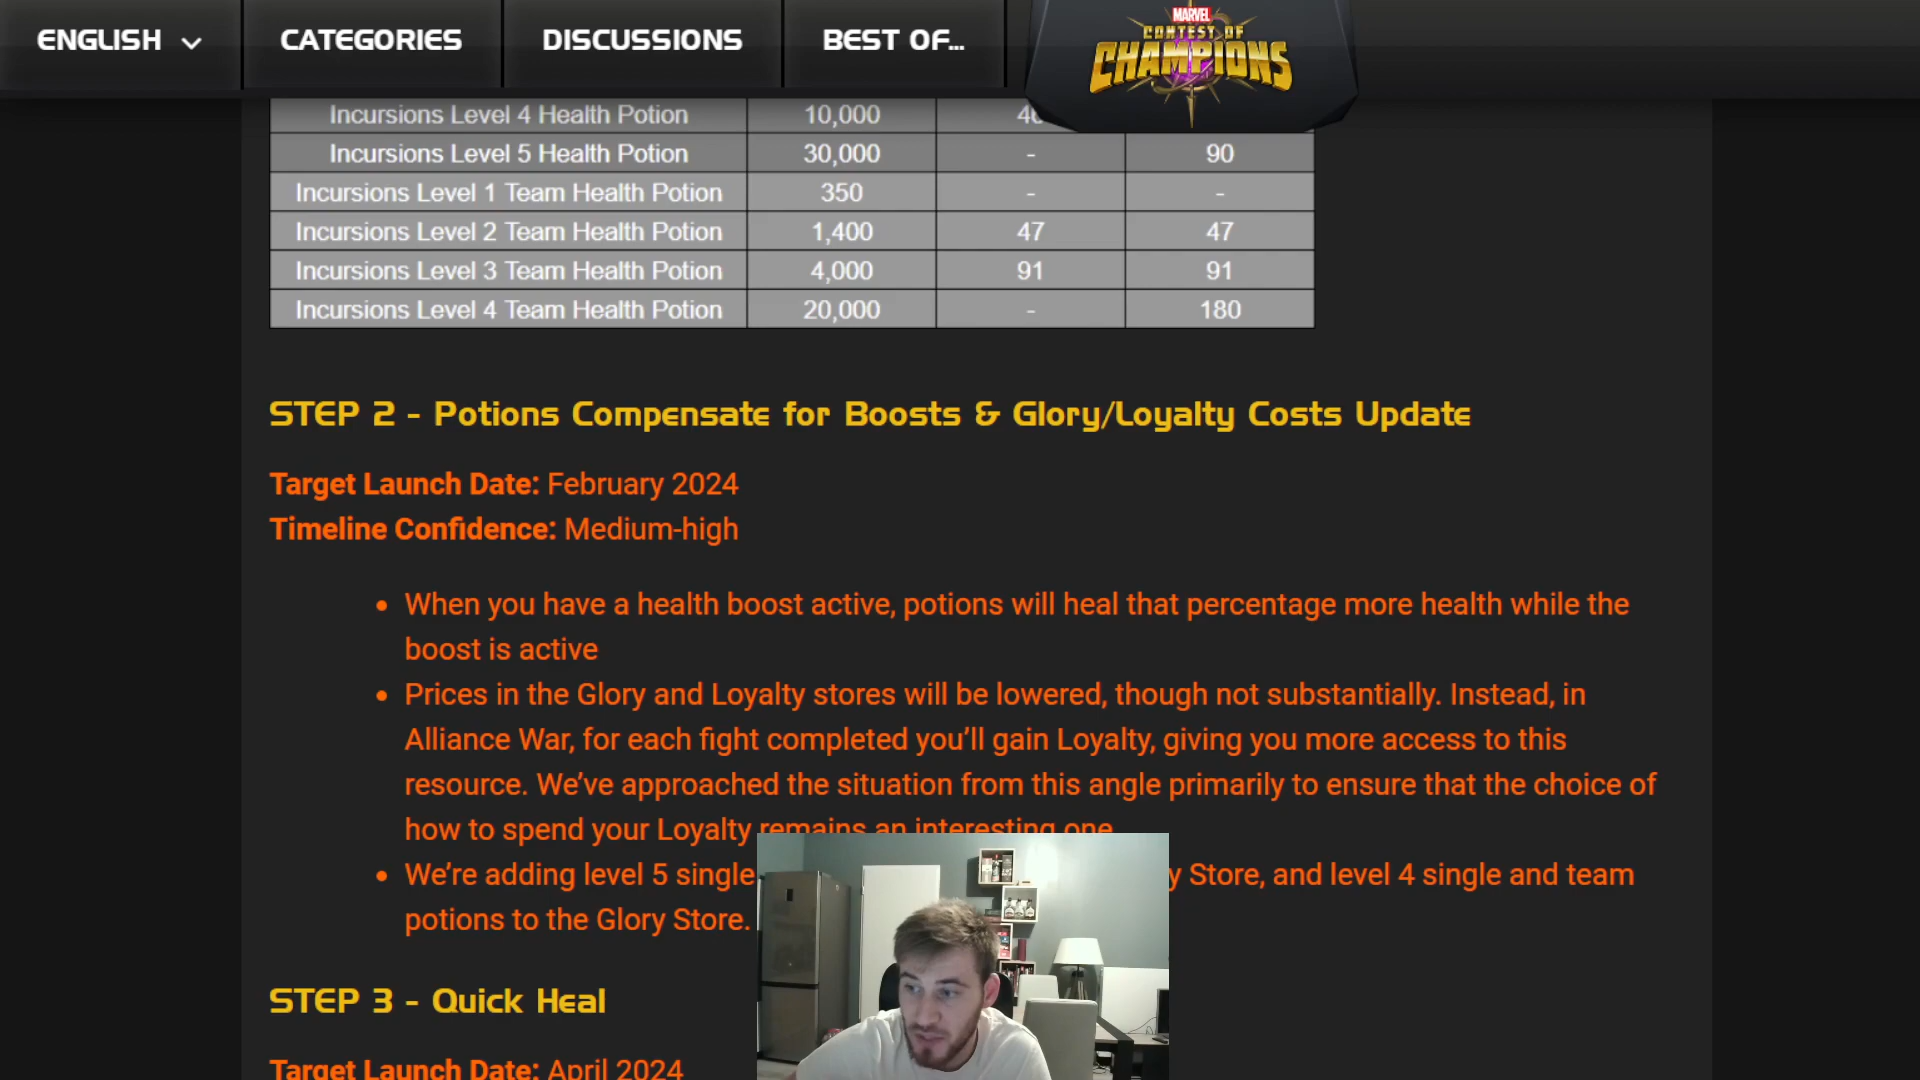 ENGLISH
CATEGORIES
DISCUSSIONS
BEST OF...
MARVEL
CONTEST OF
CHAMPIONS
Incursions Level 4 Health Potion 10,000
Incursions Level 5 Health Potion 30,000 - 90
Incursions Level 1 Team Health Potion 350 - -
Incursions Level 2 Team Health Potion 1,400 47 47
Incursions Level 3 Team Health Potion 4,000 91 91
Incursions Level 4 Team Health Potion 20,000 - 180
STEP 2 - Potions Compensate for Boosts & Glory/Loyalty Costs Update
Target Launch Date: February 2024
Timeline Confidence: Medium-high
• When you have a health boost active, potions will heal that percentage more health while the
boost is active
• Prices in the Glory and Loyalty stores will be lowered, though not substantially. Instead, in
Alliance War, for each fight completed you’ll gain Loyalty, giving you more access to this
resource. We’ve approached the situation from this angle primarily to ensure that the choice of
how to spend your Loyalty remains an interesting one.
• We’re adding level 5 single y Store, and level 4 single and team
potions to the Glory Store.
STEP 3 - Quick Heal
Target Launch Date: April 2024